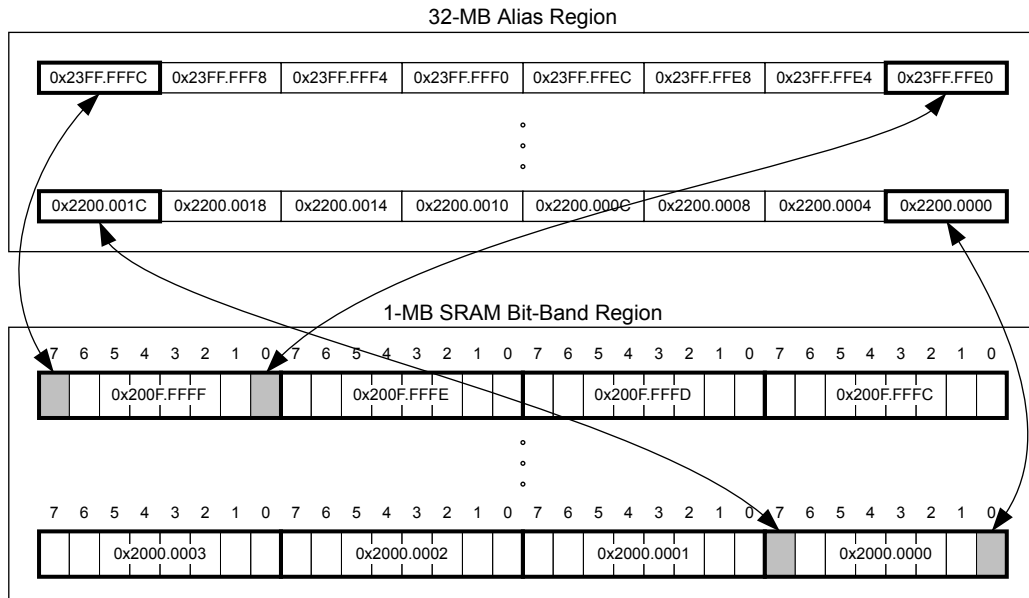 32-MB Alias Region
0x23FF.FFFC 0x23FF.FFF8 0x23FF.FFF4 0x23FF.FFF0 0x23FF.FFEC 0x23FF.FFE8 0x23FF.FFE4 0x23FF.FFE0
0x2200.001C 0x2200.0018 0x2200.0014 0x2200.0010 0x2200.000C 0x2200.0008 0x2200.0004 0x2200.0000
1-MB SRAM Bit-Band Region
7 6 5 4 3 2 1 0 7 6 5 4 3 2 1 0 7 6 5 4 3 2 1 0 7 6 5 4 3 2 1 0
0x200F.FFFF 0x200F.FFFE 0x200F.FFFD 0x200F.FFFC
7 6 5 4 3 2 1 0 7 6 5 4 3 2 1 0 7 6 5 4 3 2 1 0 7 6 5 4 3 2 1 0
0x2000.0003 0x2000.0002 0x2000.0001 0x2000.0000